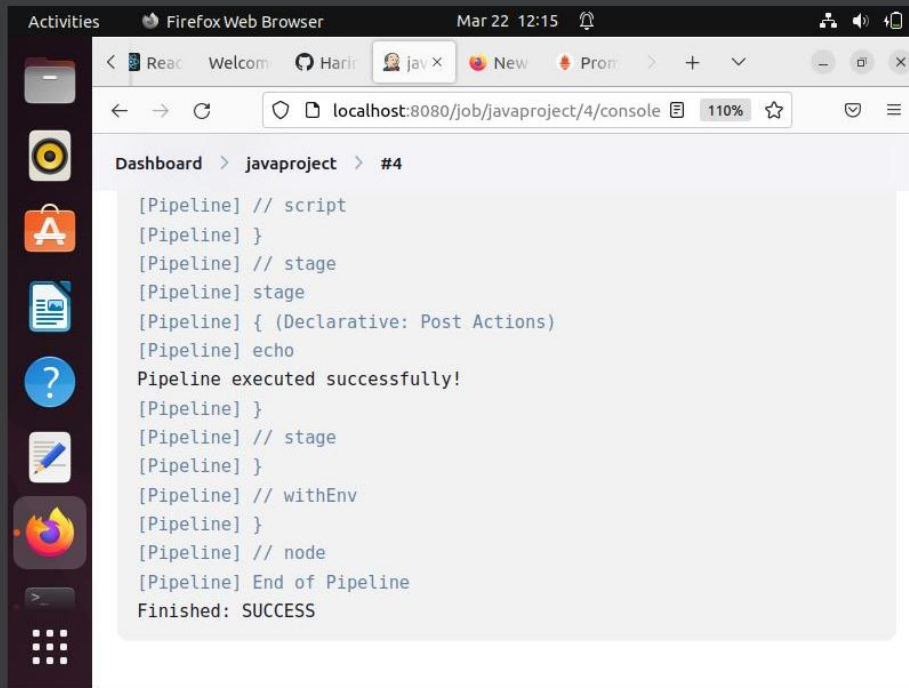 Activities Firefox Web Browser Mar 22 12:15
Reac Welcom Harin jav New Prom
localhost:8080/job/javaproject/4/console 110%
Dashboard > javaproject > #4
[Pipeline] // script
[Pipeline] }
[Pipeline] // stage
[Pipeline] stage
[Pipeline] { (Declarative: Post Actions)
[Pipeline] echo
Pipeline executed successfully!
[Pipeline] }
[Pipeline] // stage
[Pipeline] }
[Pipeline] // withEnv
[Pipeline] }
[Pipeline] // node
[Pipeline] End of Pipeline
Finished: SUCCESS